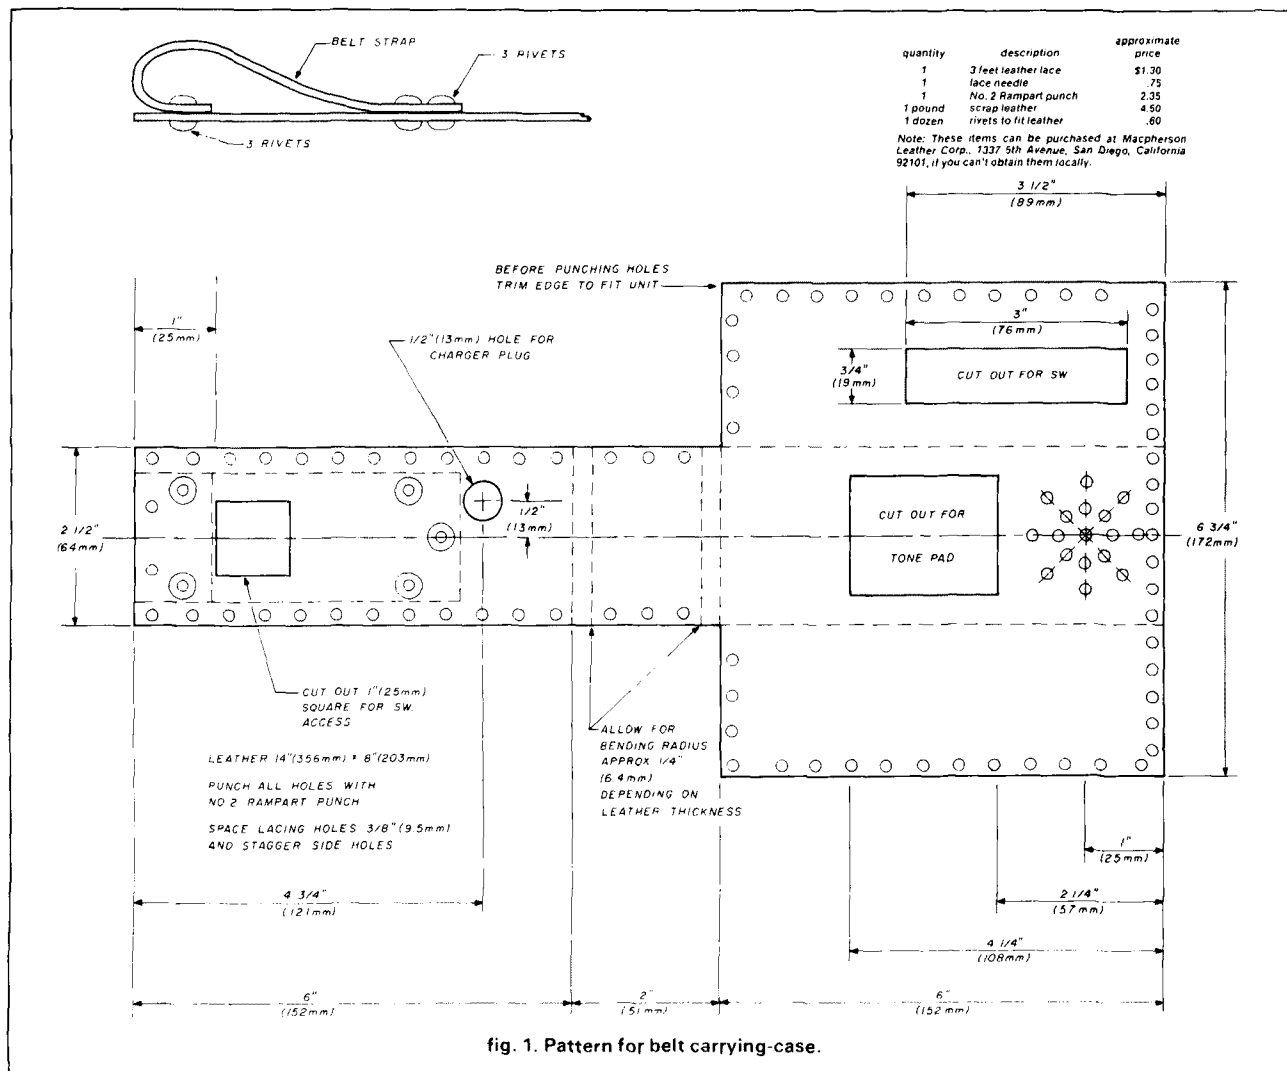 BELT STRAP
3 RIVETS
3 RIVETS
approximate
quantity description price
1 3 feet leather lace $1.30
1 lace needle .75
1 No. 2 Rampart punch 2.35
1 pound scrap leather 4.50
1 dozen rivets to fit leather .60
Note: These items can be purchased at Macpherson
Leather Corp., 1337 5th Avenue, San Diego, California
92101, if you can't obtain them locally.
3 1/2"
(89mm)
BEFORE PUNCHING HOLES
TRIM EDGE TO FIT UNIT
1"
(25mm)
1/2" (13mm) HOLE FOR
CHARGER PLUG
3"
(76mm)
3/4"
(19mm)
CUT OUT FOR SW
2 1/2"
(64mm)
1/2"
(13mm)
CUT OUT FOR
TONE PAD
6 3/4"
(172mm)
CUT OUT 1" (25mm)
SQUARE FOR SW.
ACCESS
LEATHER 14" (356mm) x 8" (203mm)
PUNCH ALL HOLES WITH
NO 2 RAMPART PUNCH
SPACE LACING HOLES 3/8" (9.5mm)
AND STAGGER SIDE HOLES
ALLOW FOR
BENDING RADIUS
APPROX 1/4"
(6.4mm)
DEPENDING ON
LEATHER THICKNESS
1"
(25mm)
4 3/4"
(121mm)
2 1/4"
(57mm)
4 1/4"
(108mm)
6"
(152mm)
2"
(51mm)
6"
(152mm)
fig. 1. Pattern for belt carrying-case.